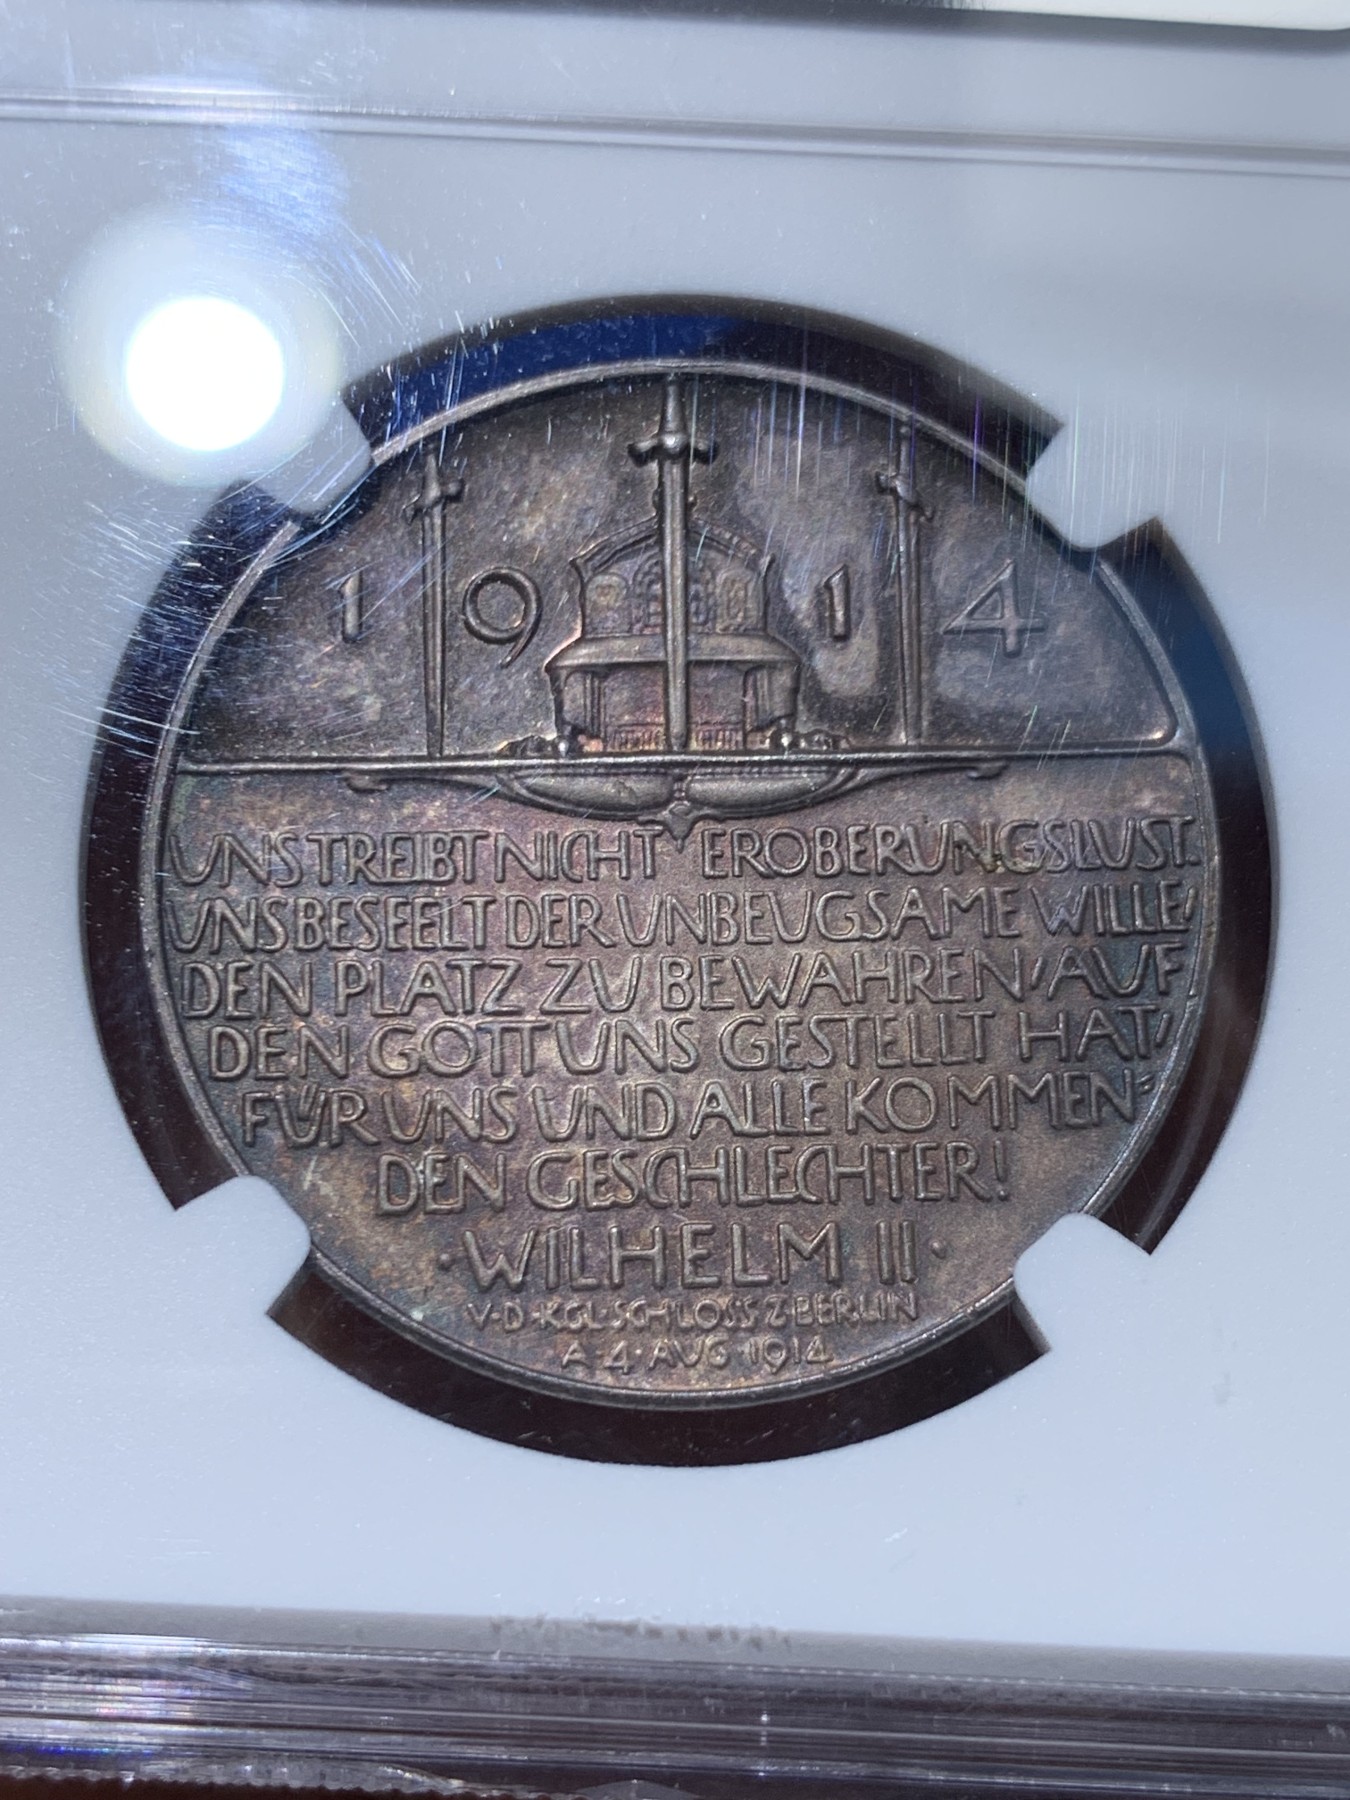 1914
UNS TREIBT NICHT EROBERUNGSLUST.
UNS BESEELT DER UNBEUGSAME WILLE/
DEN PLATZ ZU BEWAHREN/AUF
DEN GOTT UNS GESTELLT HAT/
FÜR UNS UND ALLE KOMMEN=
DEN GESCHLECHTER!
·WILHELM II·
V·D·KGL·SCHLOSS Z BERLIN
A·4·AUG·1914